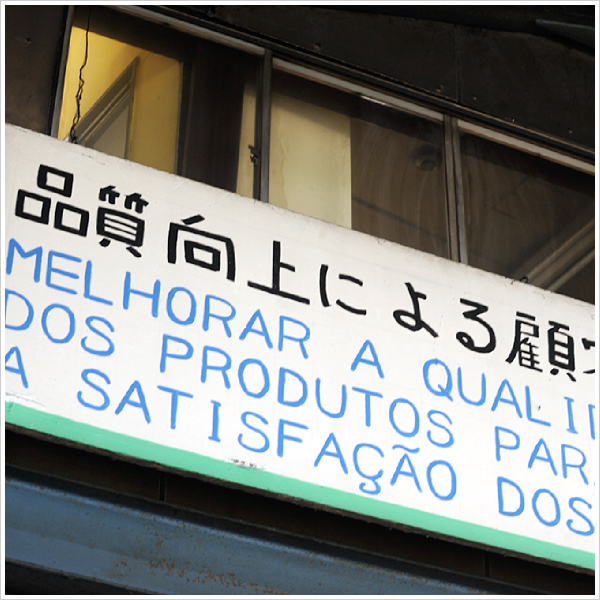 品質向上による顧
MELHORAR A QUALI
DOS PRODUTOS PAR
A SATISFAÇÃO DOS